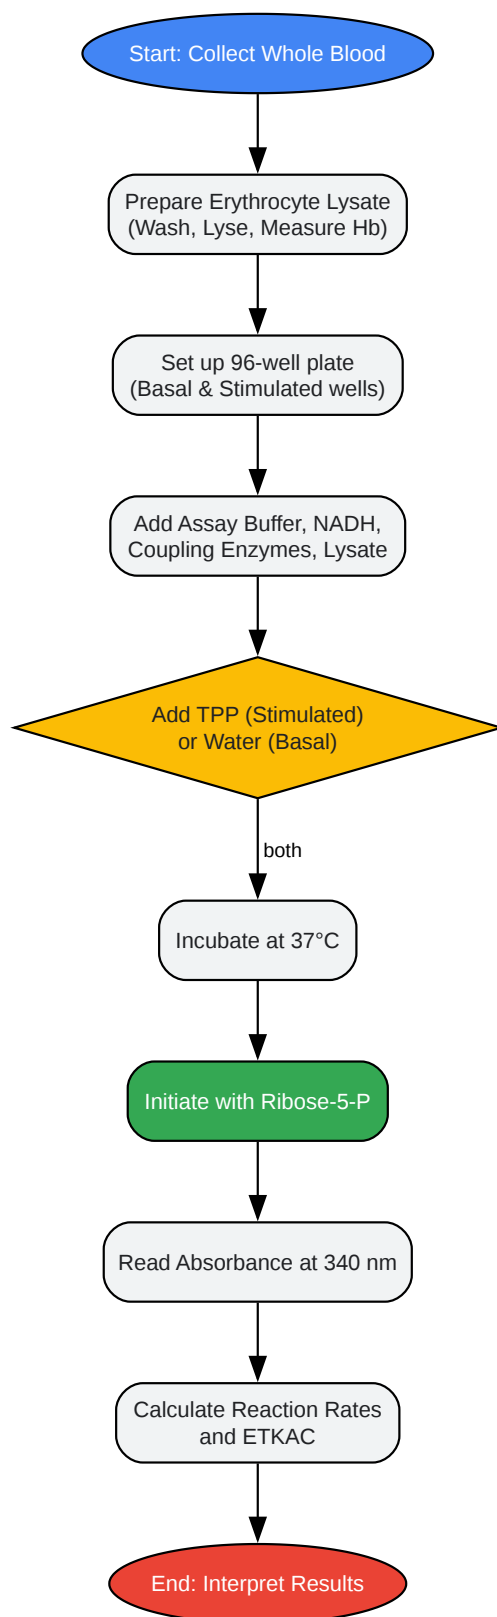 Start: Collect Whole Blood
Prepare Erythrocyte Lysate
(Wash, Lyse, Measure Hb)
Set up 96-well plate
(Basal & Stimulated wells)
Add Assay Buffer, NADH,
Coupling Enzymes, Lysate
Add TPP (Stimulated)
or Water (Basal)
both
Incubate at 37°C
Initiate with Ribose-5-P
Read Absorbance at 340 nm
Calculate Reaction Rates
and ETKAC
End: Interpret Results